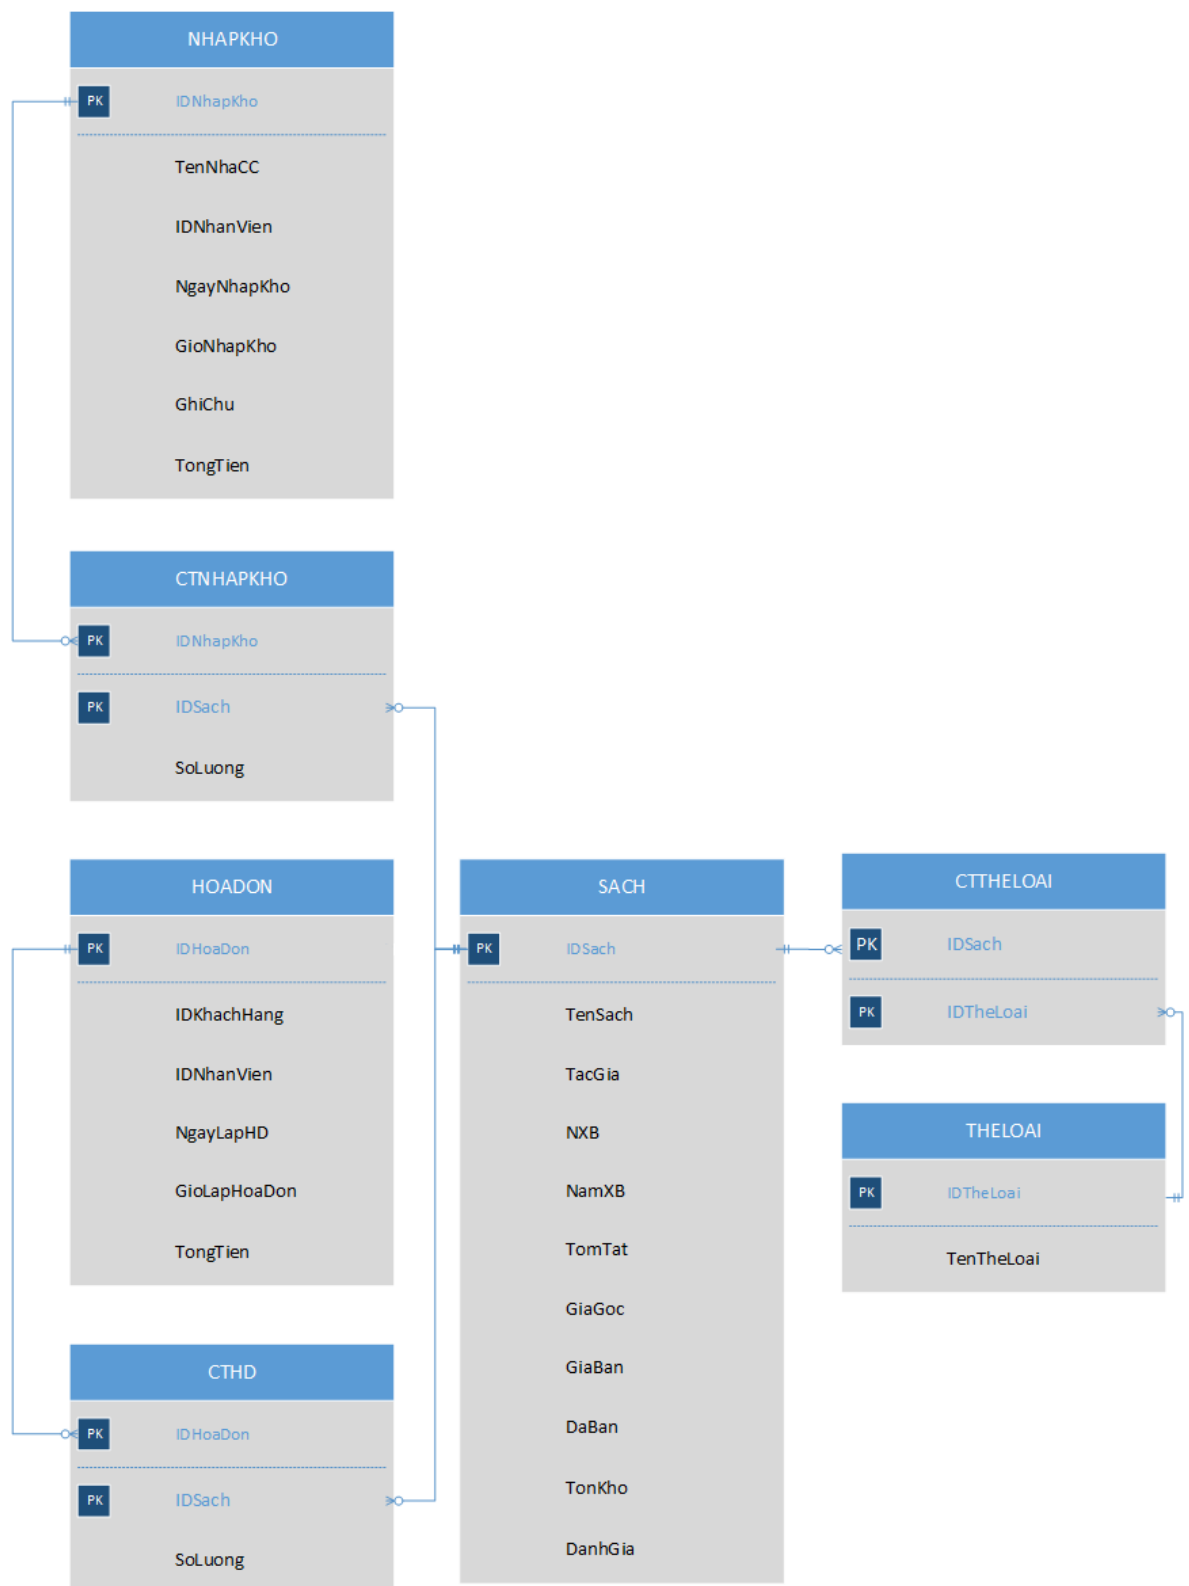 NHAPKHO
PK IDNhapKho
TenNhaCC
IDNhanVien
NgayNhapKho
GioNhapKho
GhiChu
TongTien
CTNHAPKHO
PK IDNhapKho
PK IDSach
SoLuong
HOADON
PK IDHoaDon
IDKhachHang
IDNhanVien
NgayLapHD
GioLapHoaDon
TongTien
CTHD
PK IDHoaDon
PK IDSach
SoLuong
SACH
PK IDSach
TenSach
TacGia
NXB
NamXB
TomTat
GiaGoc
GiaBan
DaBan
TonKho
DanhGia
CTTHELOAI
PK IDSach
PK IDTheLoai
THELOAI
PK IDTheLoai
TenTheLoai